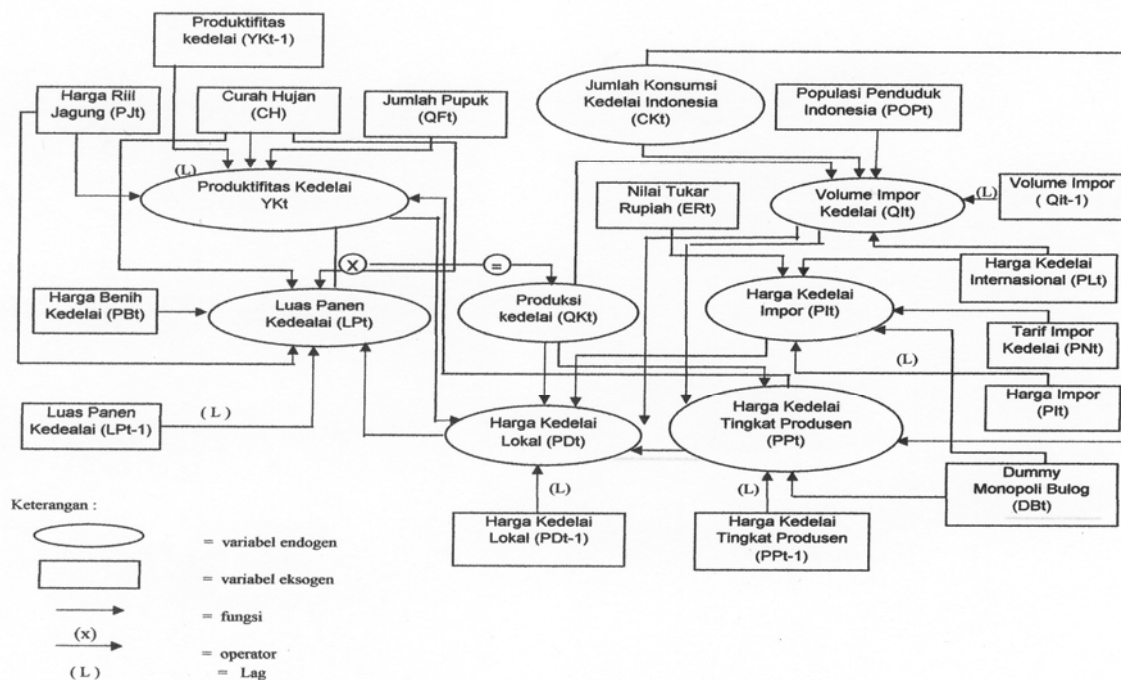 Produktifitas
kedelai (YKt-1)
Harga Riil
Jagung (PJt)
Curah Hujan
(CH)
Jumlah Pupuk
(QFt)
Jumlah Konsumsi
Kedelai Indonesia
(CKt)
Populasi Penduduk
Indonesia (POPt)
(L)
Produktifitas Kedelai
YKt
Nilai Tukar
Rupiah (ERt)
Volume Impor
Kedelai (QIt)
(L)
Volume Impor
( Qit-1)
X
=
Harga Benih
Kedelai (PBt)
Luas Panen
Kedealai (LPt)
Produksi
kedelai (QKt)
Harga Kedelai
Impor (PIt)
Harga Kedelai
Internasional (PLt)
Tarif Impor
Kedelai (PNt)
(L)
Harga Impor
(PIt)
Luas Panen
Kedealai (LPt-1)
( L )
Harga Kedelai
Lokal (PDt)
Harga Kedelai
Tingkat Produsen
(PPt)
Dummy
Monopoli Bulog
(DBt)
(L)
(L)
Harga Kedelai
Lokal (PDt-1)
Harga Kedelai
Tingkat Produsen
(PPt-1)
Keterangan :
= variabel endogen
= variabel eksogen
= fungsi
(x)
= operator
( L )
= Lag